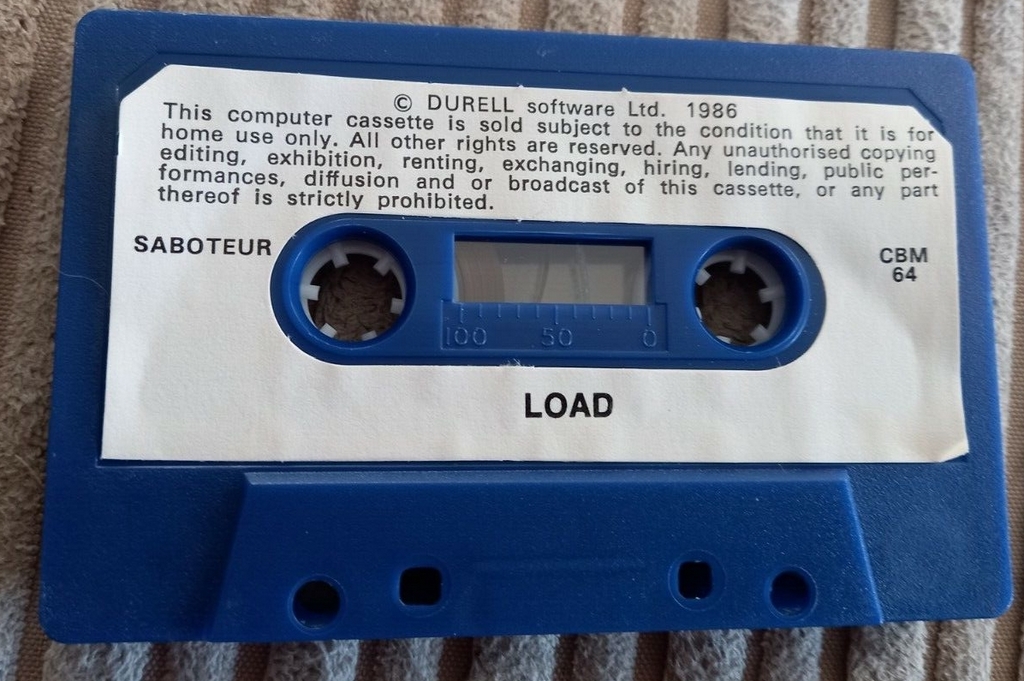 © DURELL software Ltd. 1986
This computer cassette is sold subject to the condition that it is for
home use only. All other rights are reserved. Any unauthorised copying
editing, exhibition, renting, exchanging, hiring, lending, public per-
formances, diffusion and or broadcast of this cassette, or any part
thereof is strictly prohibited.
SABOTEUR
CBM
64
100 50 0
LOAD